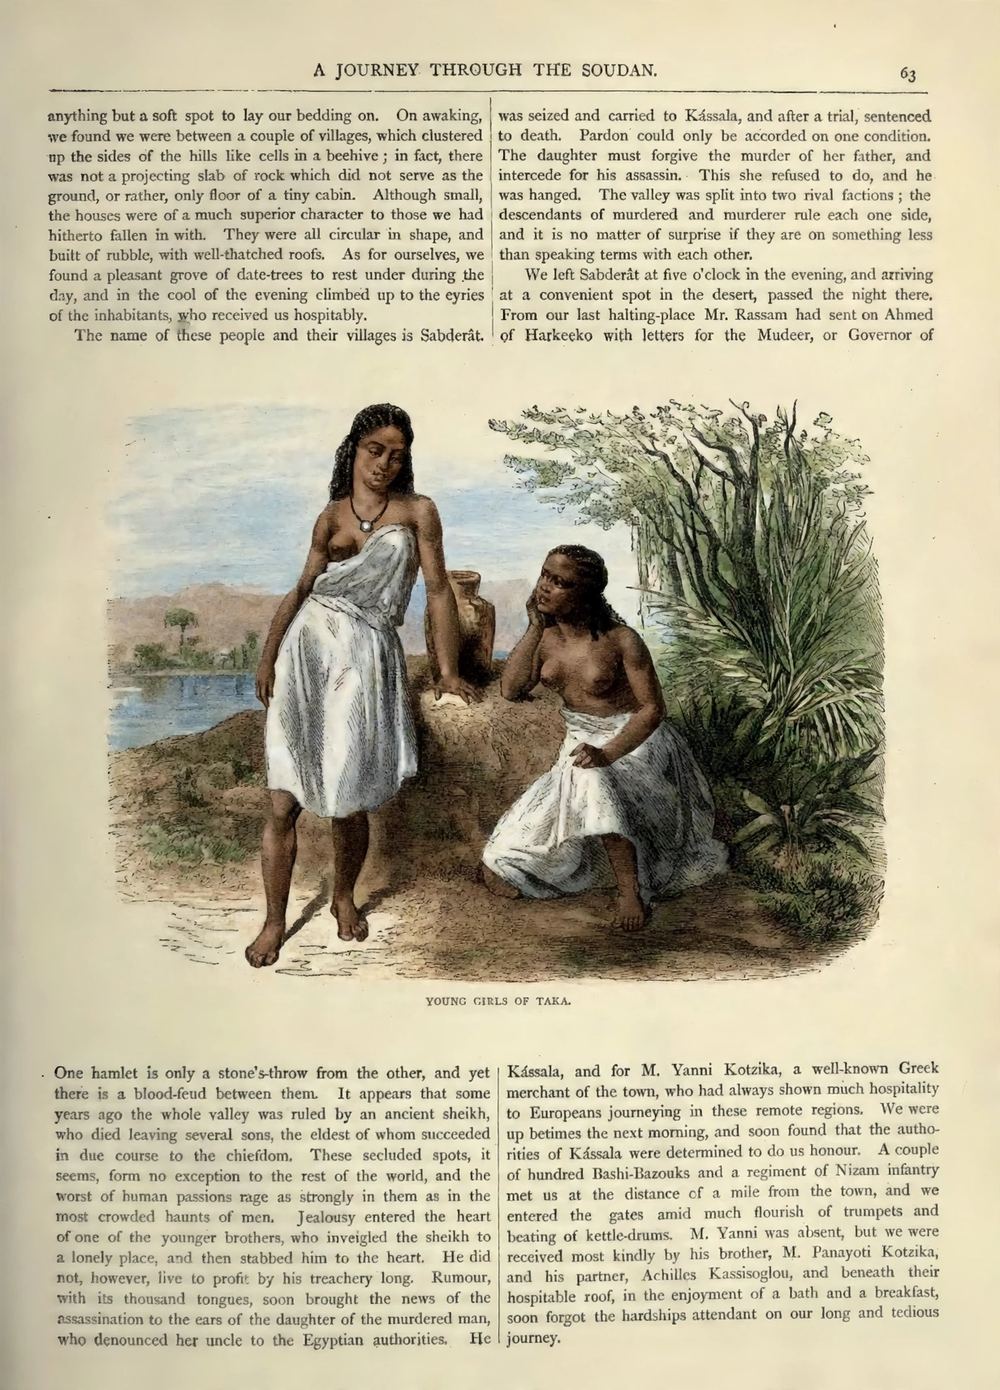 A JOURNEY THROUGH THE SOUDAN.
63
anything but a soft spot to lay our bedding on. On awaking,
we found we were between a couple of villages, which clustered
up the sides of the hills like cells in a beehive ; in fact, there
was not a projecting slab of rock which did not serve as the
ground, or rather, only floor of a tiny cabin. Although small,
the houses were of a much superior character to those we had
hitherto fallen in with. They were all circular in shape, and
built of rubble, with well-thatched roofs. As for ourselves, we
found a pleasant grove of date-trees to rest under during the
day, and in the cool of the evening climbed up to the eyries
of the inhabitants, who received us hospitably.
The name of these people and their villages is Sabderât.
One hamlet is only a stone's-throw from the other, and yet
there is a blood-feud between them. It appears that some
years ago the whole valley was ruled by an ancient sheikh,
who died leaving several sons, the eldest of whom succeeded
in due course to the chiefdom. These secluded spots, it
seems, form no exception to the rest of the world, and the
worst of human passions rage as strongly in them as in the
most crowded haunts of men. Jealousy entered the heart
of one of the younger brothers, who inveigled the sheikh to
a lonely place, and then stabbed him to the heart. He did
not, however, live to profit by his treachery long. Rumour,
with its thousand tongues, soon brought the news of the
assassination to the ears of the daughter of the murdered man,
who denounced her uncle to the Egyptian authorities. He
was seized and carried to Kássala, and after a trial, sentenced
to death. Pardon could only be accorded on one condition.
The daughter must forgive the murder of her father, and
intercede for his assassin. This she refused to do, and he
was hanged. The valley was split into two rival factions ; the
descendants of murdered and murderer rule each one side,
and it is no matter of surprise if they are on something less
than speaking terms with each other.
We left Sabderât at five o'clock in the evening, and arriving
at a convenient spot in the desert, passed the night there.
From our last halting-place Mr. Rassam had sent on Ahmed
of Harkeeko with letters for the Mudeer, or Governor of
Kássala, and for M. Yanni Kotzika, a well-known Greek
merchant of the town, who had always shown much hospitality
to Europeans journeying in these remote regions. We were
up betimes the next morning, and soon found that the autho-
rities of Kássala were determined to do us honour. A couple
of hundred Bashi-Bazouks and a regiment of Nizam infantry
met us at the distance of a mile from the town, and we
entered the gates amid much flourish of trumpets and
beating of kettle-drums. M. Yanni was absent, but we were
received most kindly by his brother, M. Panayoti Kotzika,
and his partner, Achilles Kassisoglou, and beneath their
hospitable roof, in the enjoyment of a bath and a breakfast,
soon forgot the hardships attendant on our long and tedious
journey.
YOUNG GIRLS OF TAKA.